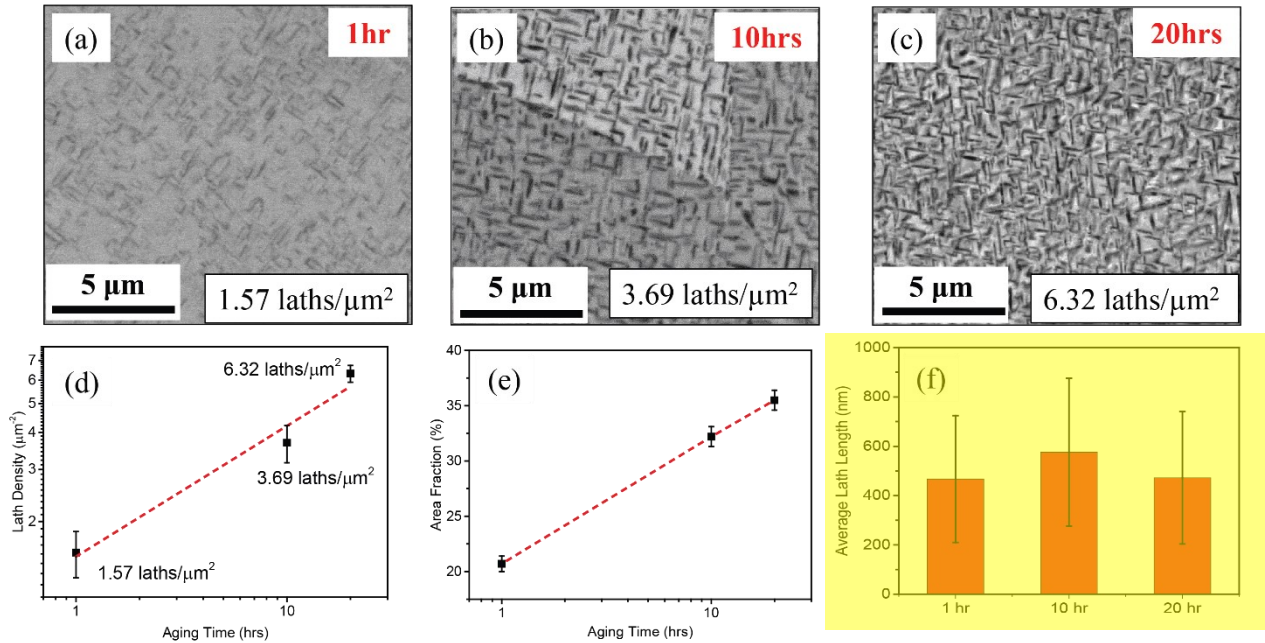 (a)
1hr
5 μm
1.57 laths/μm²
(b)
10hrs
5 μm
3.69 laths/μm²
(c)
20hrs
5 μm
6.32 laths/μm²
(d)
7
6
5
4
3
2
6.32 laths/μm²
3.69 laths/μm²
1.57 laths/μm²
1
10
Lath Density (μm⁻²)
Aging Time (hrs)
(e)
40
35
30
25
20
1
10
Area Fraction (%)
Aging Time (hrs)
(f)
1000
800
600
400
200
0
1 hr
10 hr
20 hr
Average Lath Length (nm)